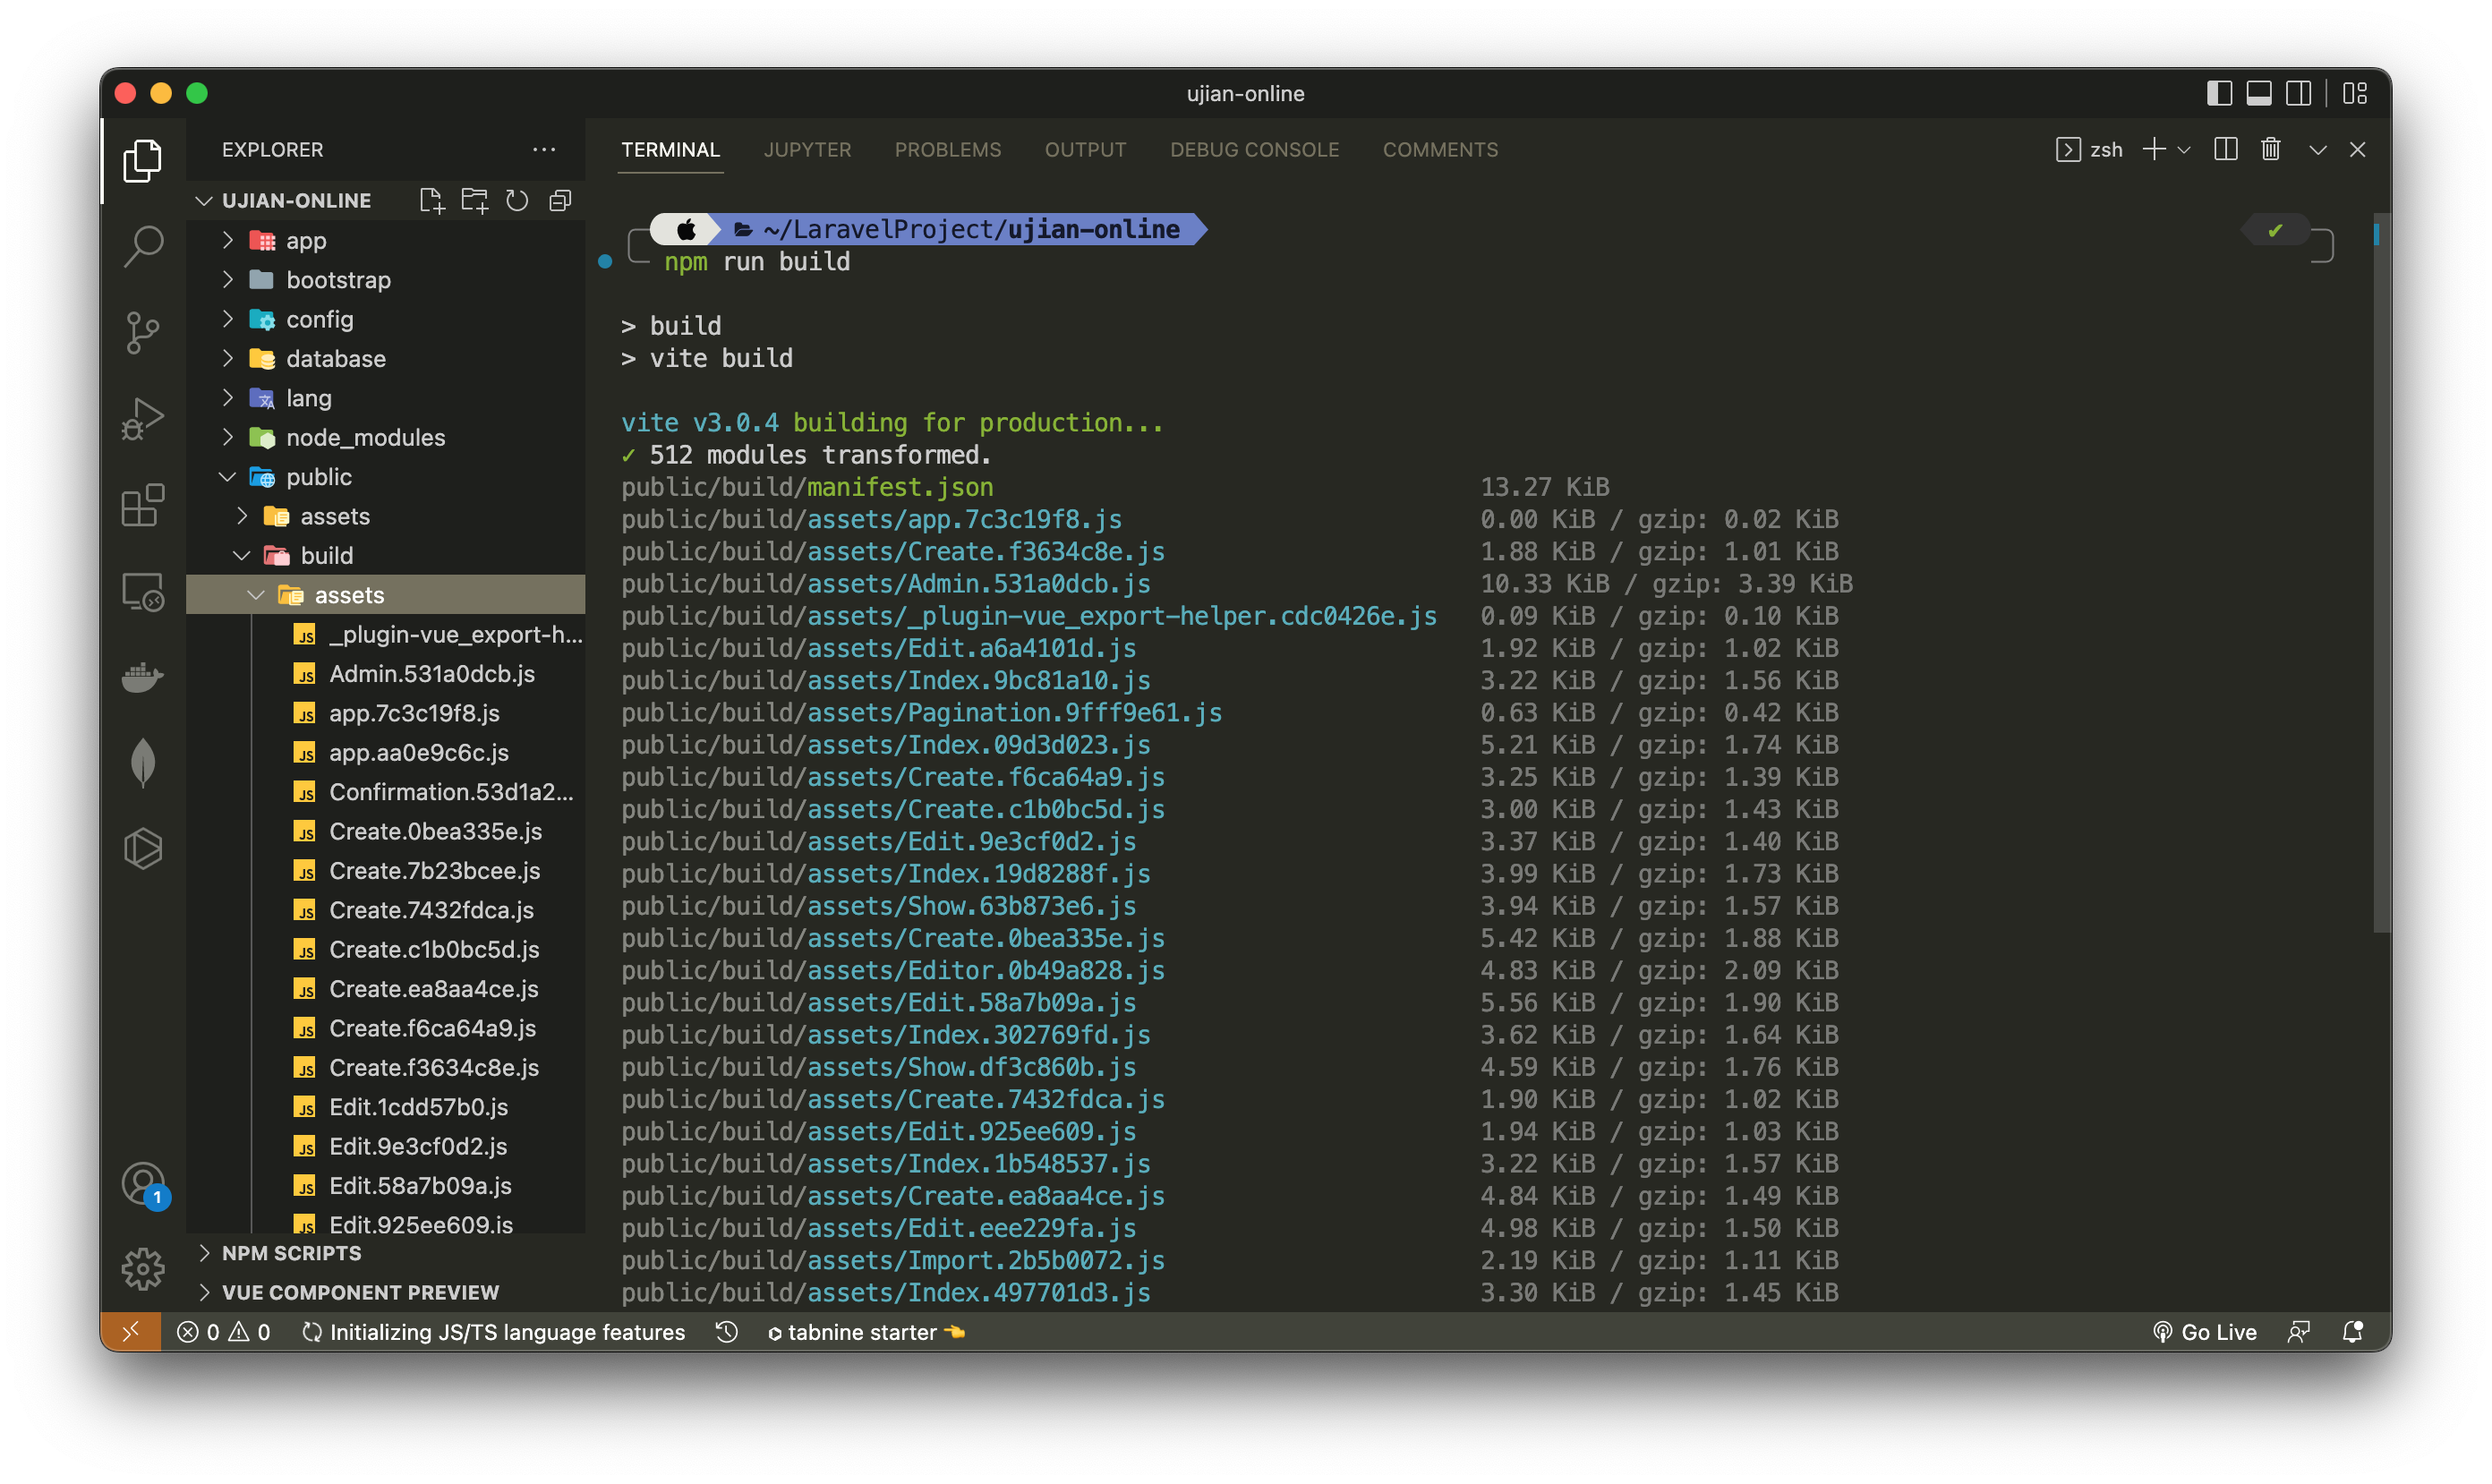 ujian-online
EXPLORER
UJIAN-ONLINE
app
bootstrap
config
database
lang
node_modules
public
assets
build
assets
_plugin-vue_export-h...
Admin.531a0dcb.js
app.7c3c19f8.js
app.aa0e9c6c.js
Confirmation.53d1a2...
Create.0bea335e.js
Create.7b23bcee.js
Create.7432fdca.js
Create.c1b0bc5d.js
Create.ea8aa4ce.js
Create.f6ca64a9.js
Create.f3634c8e.js
Edit.1cdd57b0.js
Edit.9e3cf0d2.js
Edit.58a7b09a.js
Edit.925ee609.js
NPM SCRIPTS
VUE COMPONENT PREVIEW
1
TERMINAL JUPYTER PROBLEMS OUTPUT DEBUG CONSOLE COMMENTS zsh
~/LaravelProject/ujian-online ✔
npm run build
> build
> vite build
vite v3.0.4 building for production...
✓ 512 modules transformed.
public/build/manifest.json 13.27 KiB
public/build/assets/app.7c3c19f8.js 0.00 KiB / gzip: 0.02 KiB
public/build/assets/Create.f3634c8e.js 1.88 KiB / gzip: 1.01 KiB
public/build/assets/Admin.531a0dcb.js 10.33 KiB / gzip: 3.39 KiB
public/build/assets/_plugin-vue_export-helper.cdc0426e.js 0.09 KiB / gzip: 0.10 KiB
public/build/assets/Edit.a6a4101d.js 1.92 KiB / gzip: 1.02 KiB
public/build/assets/Index.9bc81a10.js 3.22 KiB / gzip: 1.56 KiB
public/build/assets/Pagination.9fff9e61.js 0.63 KiB / gzip: 0.42 KiB
public/build/assets/Index.09d3d023.js 5.21 KiB / gzip: 1.74 KiB
public/build/assets/Create.f6ca64a9.js 3.25 KiB / gzip: 1.39 KiB
public/build/assets/Create.c1b0bc5d.js 3.00 KiB / gzip: 1.43 KiB
public/build/assets/Edit.9e3cf0d2.js 3.37 KiB / gzip: 1.40 KiB
public/build/assets/Index.19d8288f.js 3.99 KiB / gzip: 1.73 KiB
public/build/assets/Show.63b873e6.js 3.94 KiB / gzip: 1.57 KiB
public/build/assets/Create.0bea335e.js 5.42 KiB / gzip: 1.88 KiB
public/build/assets/Editor.0b49a828.js 4.83 KiB / gzip: 2.09 KiB
public/build/assets/Edit.58a7b09a.js 5.56 KiB / gzip: 1.90 KiB
public/build/assets/Index.302769fd.js 3.62 KiB / gzip: 1.64 KiB
public/build/assets/Show.df3c860b.js 4.59 KiB / gzip: 1.76 KiB
public/build/assets/Create.7432fdca.js 1.90 KiB / gzip: 1.02 KiB
public/build/assets/Edit.925ee609.js 1.94 KiB / gzip: 1.03 KiB
public/build/assets/Index.1b548537.js 3.22 KiB / gzip: 1.57 KiB
public/build/assets/Create.ea8aa4ce.js 4.84 KiB / gzip: 1.49 KiB
public/build/assets/Edit.eee229fa.js 4.98 KiB / gzip: 1.50 KiB
public/build/assets/Import.2b5b0072.js 2.19 KiB / gzip: 1.11 KiB
public/build/assets/Index.497701d3.js 3.30 KiB / gzip: 1.45 KiB
0 0 Initializing JS/TS language features tabnine starter 👈 Go Live